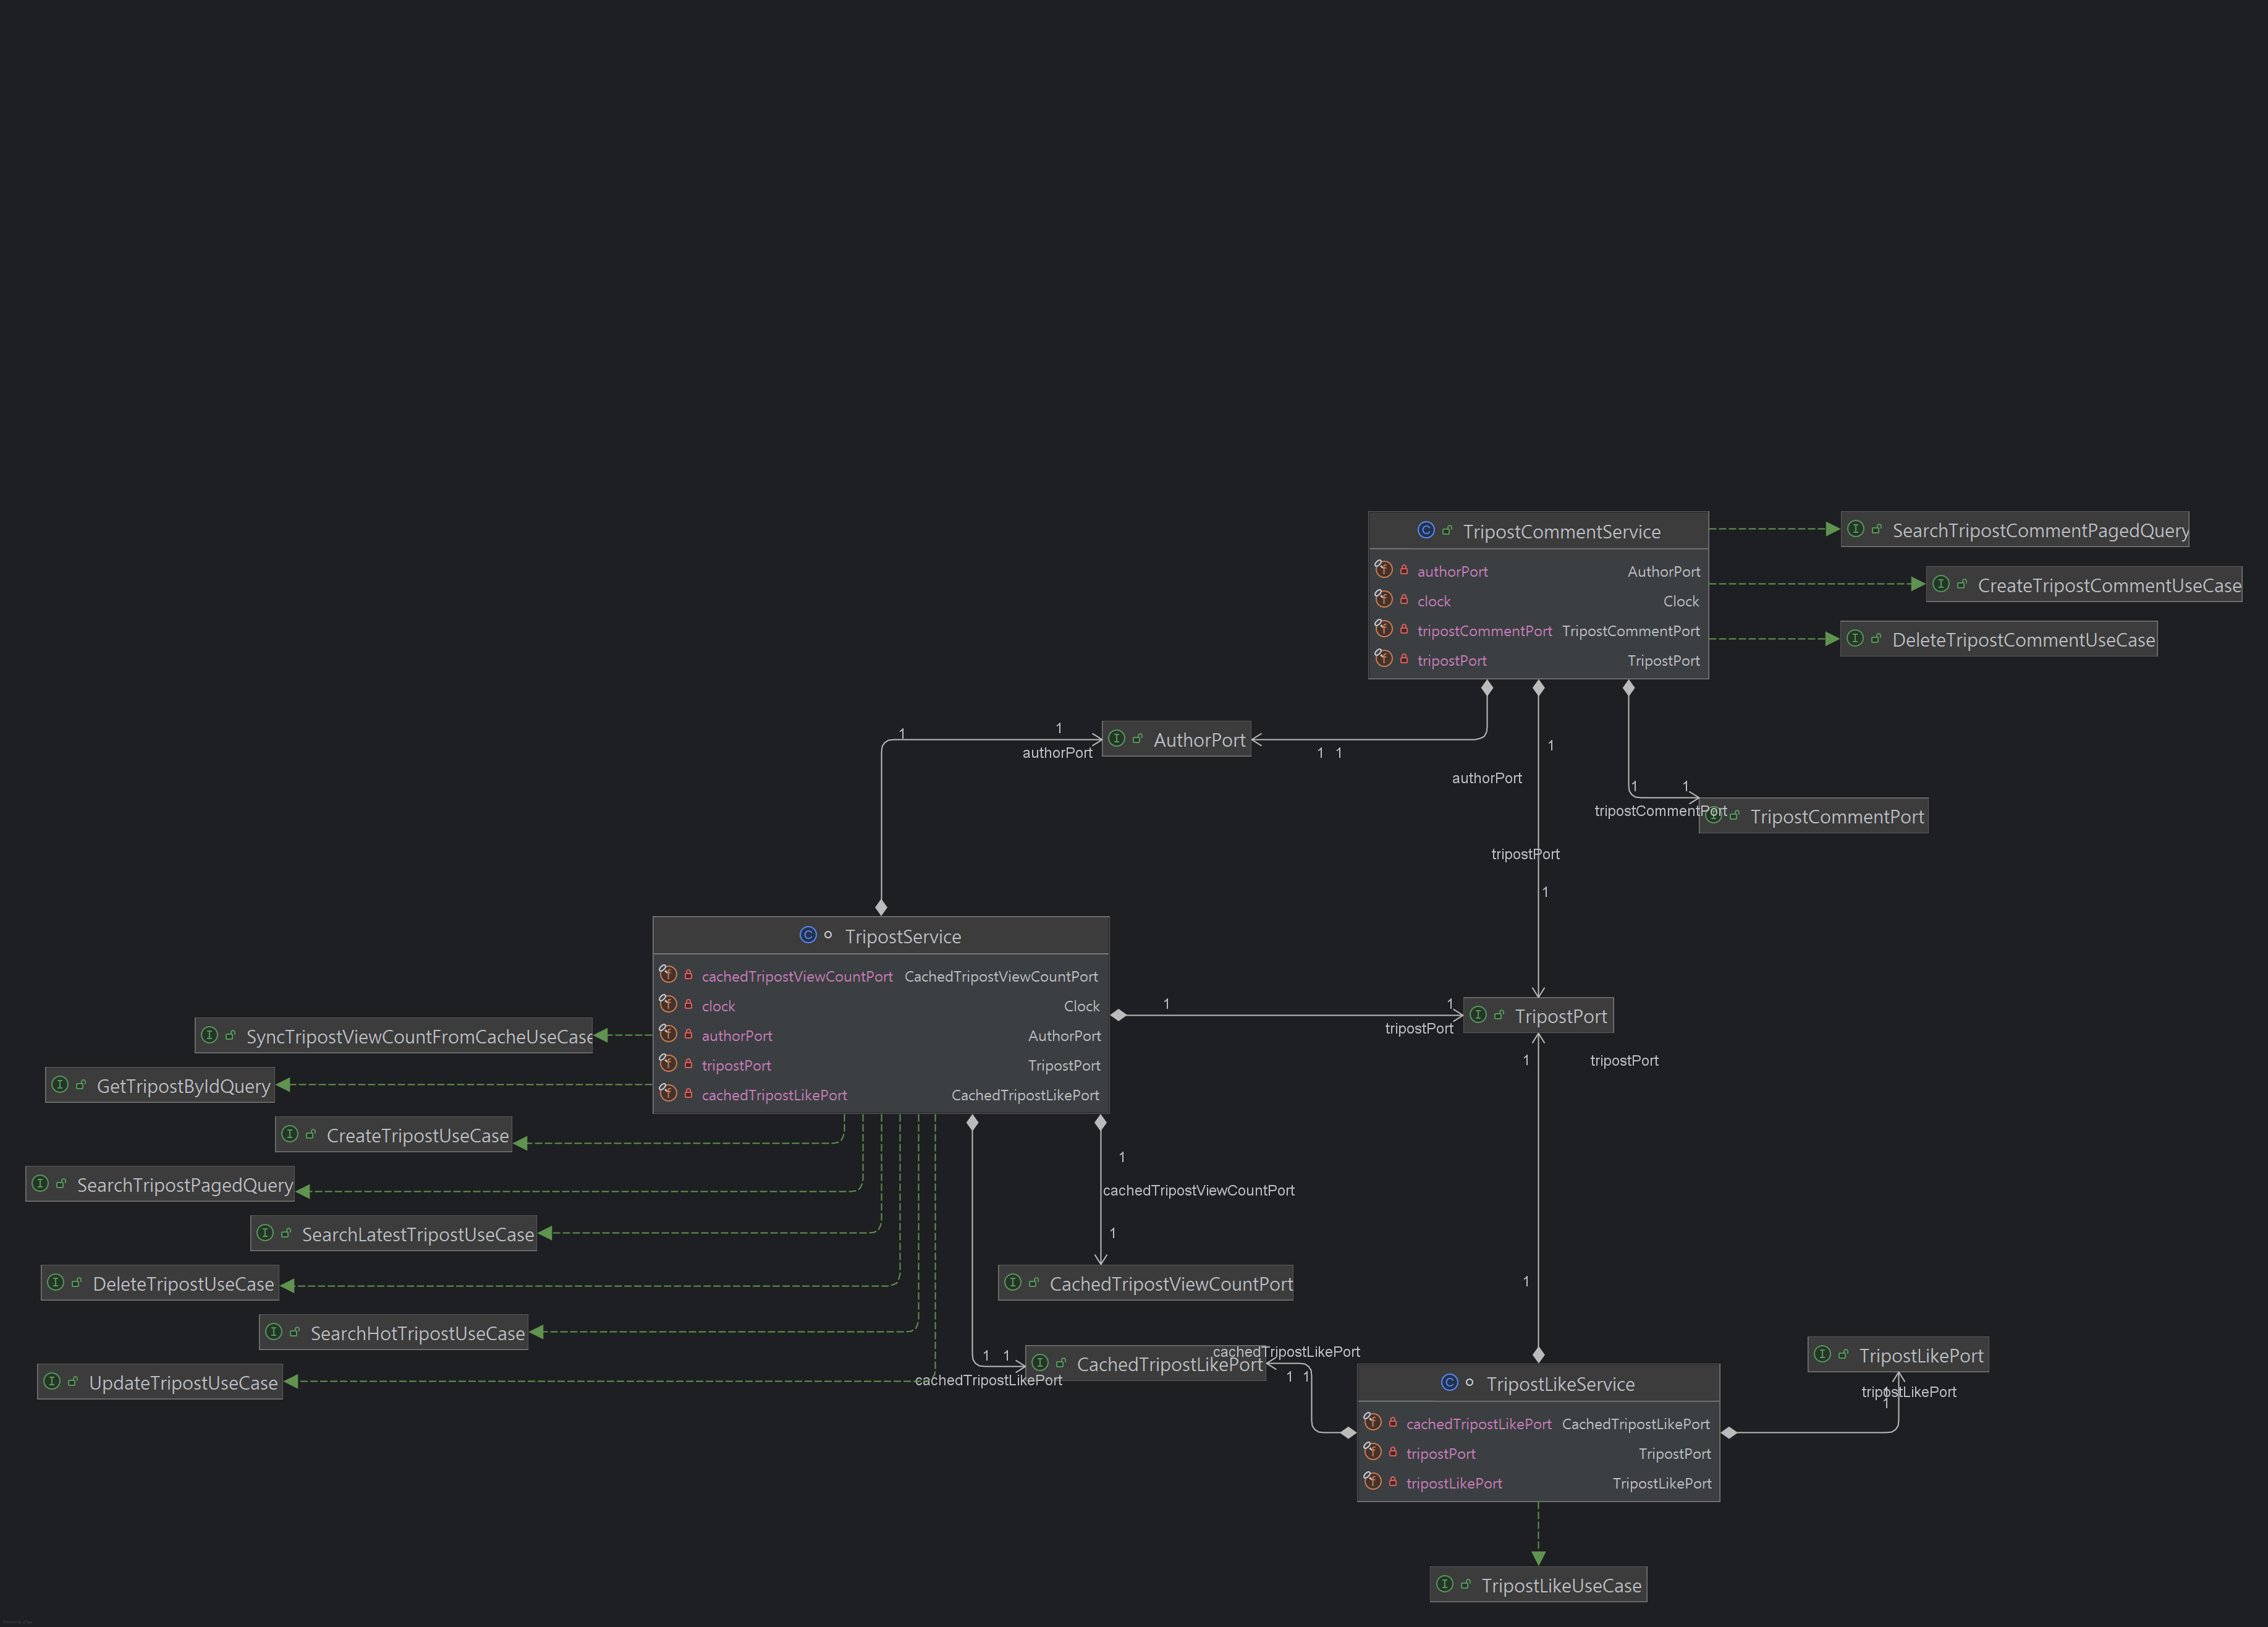 TripostCommentService
authorPort AuthorPort
clock Clock
tripostCommentPort TripostCommentPort
tripostPort TripostPort
SearchTripostCommentPagedQuery
CreateTripostCommentUseCase
DeleteTripostCommentUseCase
1
1
authorPort
AuthorPort
1 1
authorPort
1
tripostPort
1
1
1
tripostCommentPort
TripostCommentPort
TripostService
cachedTripostViewCountPort CachedTripostViewCountPort
clock Clock
authorPort AuthorPort
tripostPort TripostPort
cachedTripostLikePort CachedTripostLikePort
1
1
tripostPort
TripostPort
1
tripostPort
1
SyncTripostViewCountFromCacheUseCase
GetTripostByIdQuery
CreateTripostUseCase
SearchTripostPagedQuery
SearchLatestTripostUseCase
DeleteTripostUseCase
SearchHotTripostUseCase
UpdateTripostUseCase
1
cachedTripostViewCountPort
1
CachedTripostViewCountPort
1 1
cachedTripostLikePort
CachedTripostLikePort
cachedTripostLikePort
1 1
TripostLikeService
cachedTripostLikePort CachedTripostLikePort
tripostPort TripostPort
tripostLikePort TripostLikePort
TripostLikePort
tripostLikePort
1
TripostLikeUseCase